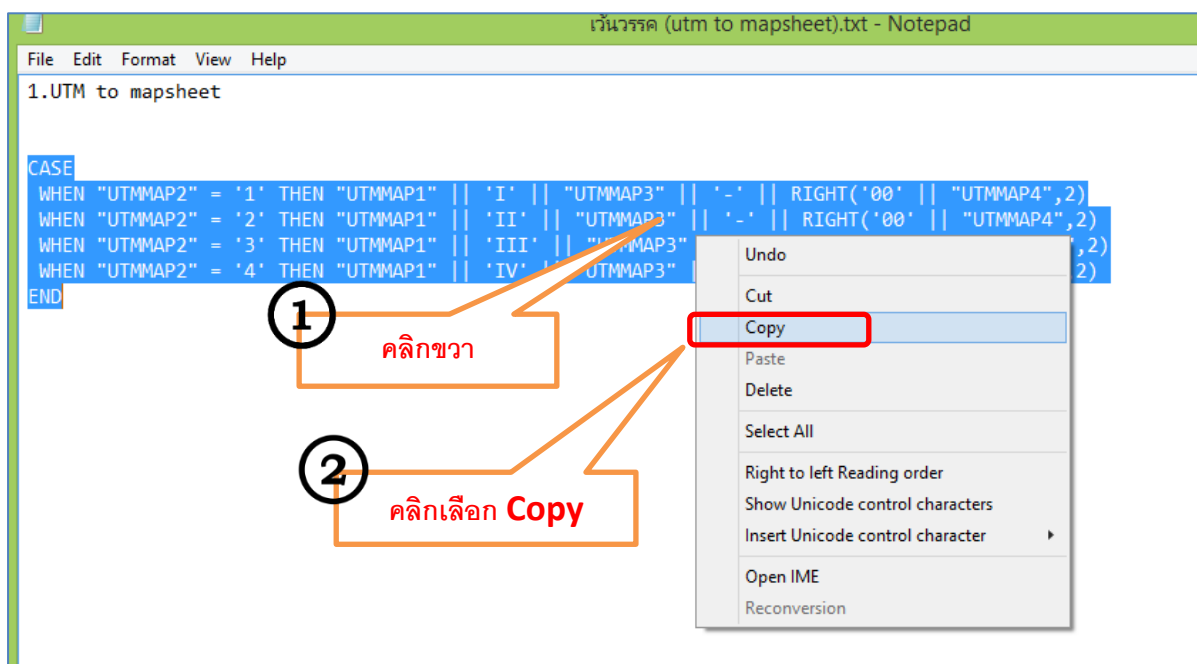 เว้นวรรค (utm to mapsheet).txt - Notepad
File Edit Format View Help
1.UTM to mapsheet
CASE
WHEN "UTMMAP2" = '1' THEN "UTMMAP1" || 'I' || "UTMMAP3" || '-' || RIGHT('00' || "UTMMAP4",2)
WHEN "UTMMAP2" = '2' THEN "UTMMAP1" || 'II' || "UTMMAP3" || '-' || RIGHT('00' || "UTMMAP4",2)
WHEN "UTMMAP2" = '3' THEN "UTMMAP1" || 'III' || "UTMMAP3" ",2)
WHEN "UTMMAP2" = '4' THEN "UTMMAP1" || 'IV' || "UTMMAP3" | 2)
END
1
คลิกขวา
2
คลิกเลือก Copy
Undo
Cut
Copy
Paste
Delete
Select All
Right to left Reading order
Show Unicode control characters
Insert Unicode control character
Open IME
Reconversion